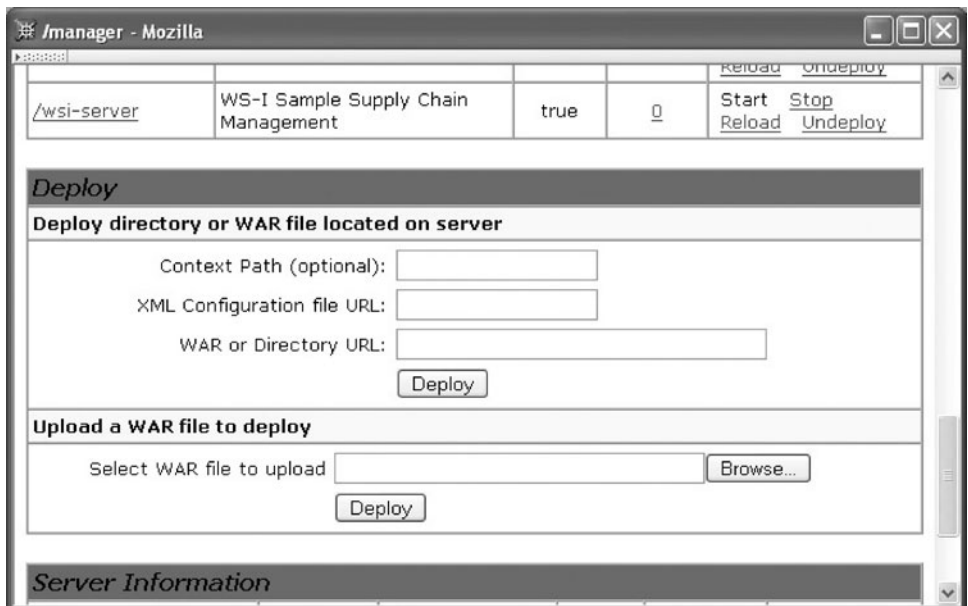 /manager - Mozilla
Reload Undeploy
/wsi-server WS-I Sample Supply Chain Management true 0 Start Stop Reload Undeploy
Deploy
Deploy directory or WAR file located on server
Context Path (optional):
XML Configuration file URL:
WAR or Directory URL:
Deploy
Upload a WAR file to deploy
Select WAR file to upload Browse...
Deploy
Server Information